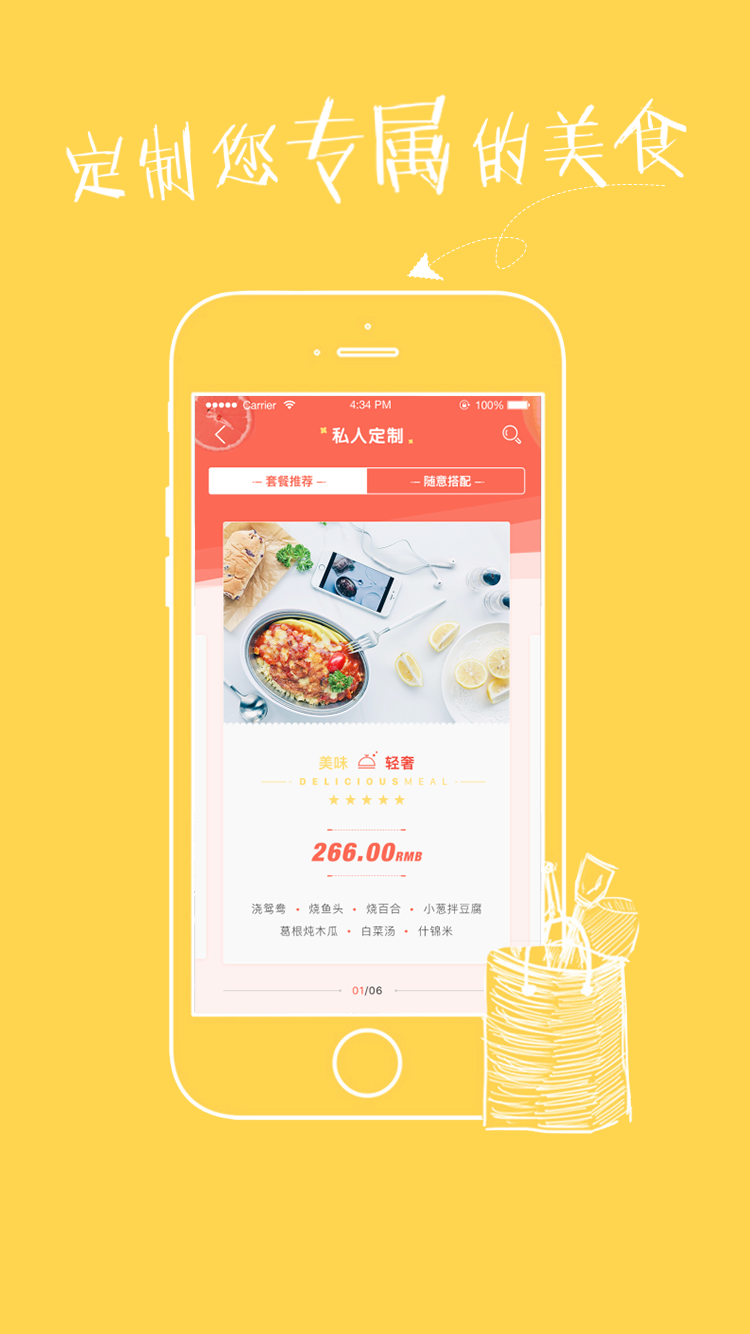 定制您专属的美食
Carrier 4:34 PM 100%
私人定制
套餐推荐 随意搭配
美味 轻奢
DELICIOUSMEAL
266.00RMB
浇鸳鸯 • 烧鱼头 • 烧百合 • 小葱拌豆腐
葛根炖木瓜 • 白菜汤 • 什锦米
01/06